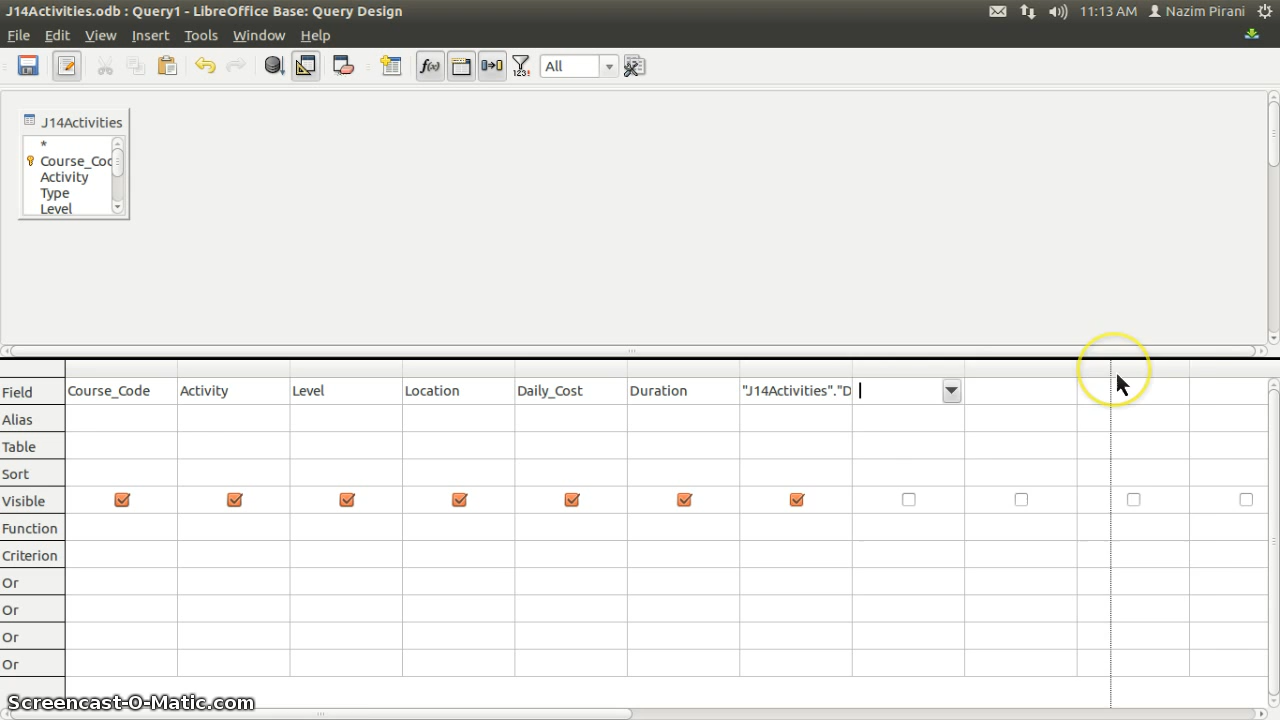 J14Activities.odb : Query1 - LibreOffice Base: Query Design
11:13 AM Nazim Pirani
File Edit View Insert Tools Window Help
f(x) 123! All
J14Activities
*
Course_Coc
Activity
Type
Level
Field Course_Code Activity Level Location Daily_Cost Duration "J14Activities"."D
Alias
Table
Sort
Visible
Function
Criterion
Or
Or
Or
Or
Screencast-O-Matic.com